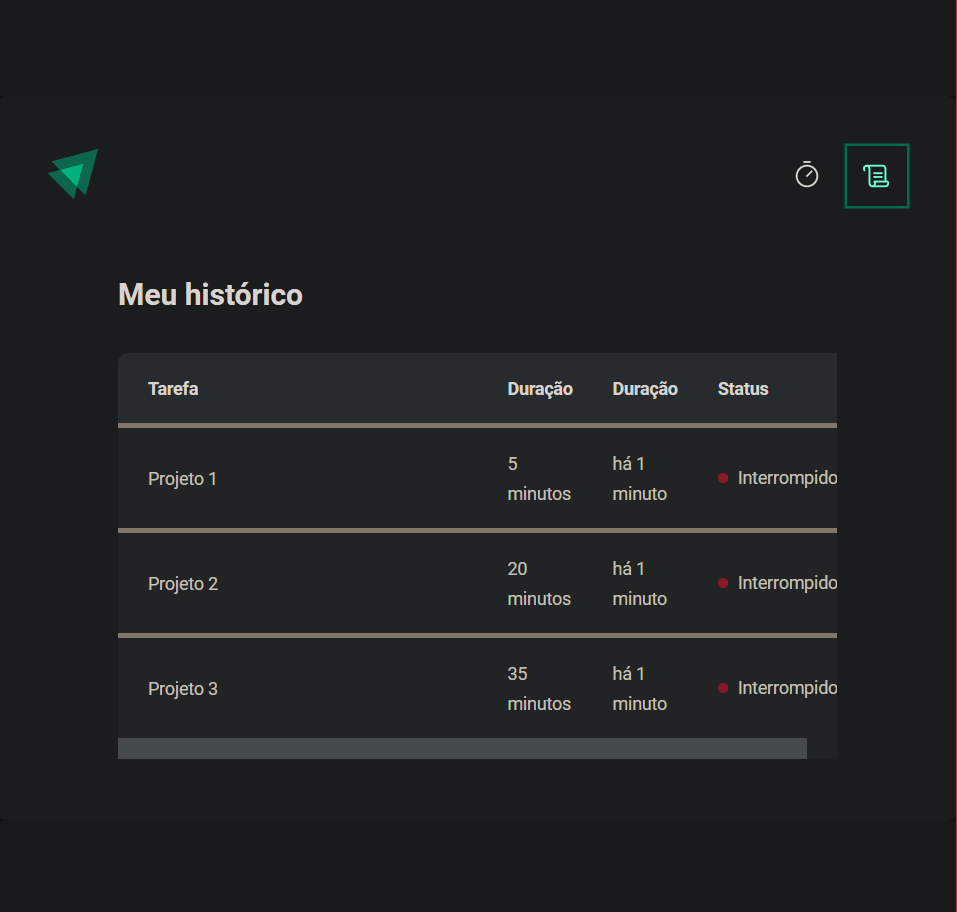 Meu histórico
Tarefa Duração Duração Status
Projeto 1 5 minutos há 1 minuto Interrompido
Projeto 2 20 minutos há 1 minuto Interrompido
Projeto 3 35 minutos há 1 minuto Interrompido